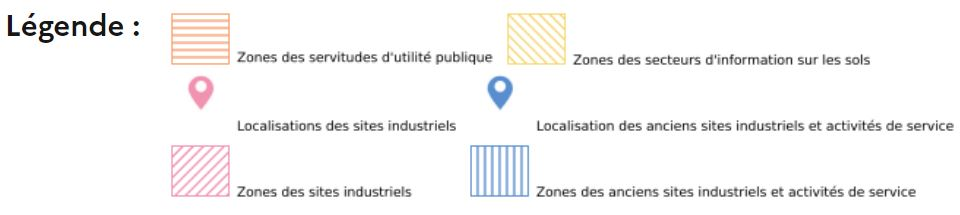 Légende :
Zones des servitudes d'utilité publique
Zones des secteurs d'information sur les sols
Localisations des sites industriels
Localisation des anciens sites industriels et activités de service
Zones des sites industriels
Zones des anciens sites industriels et activités de service